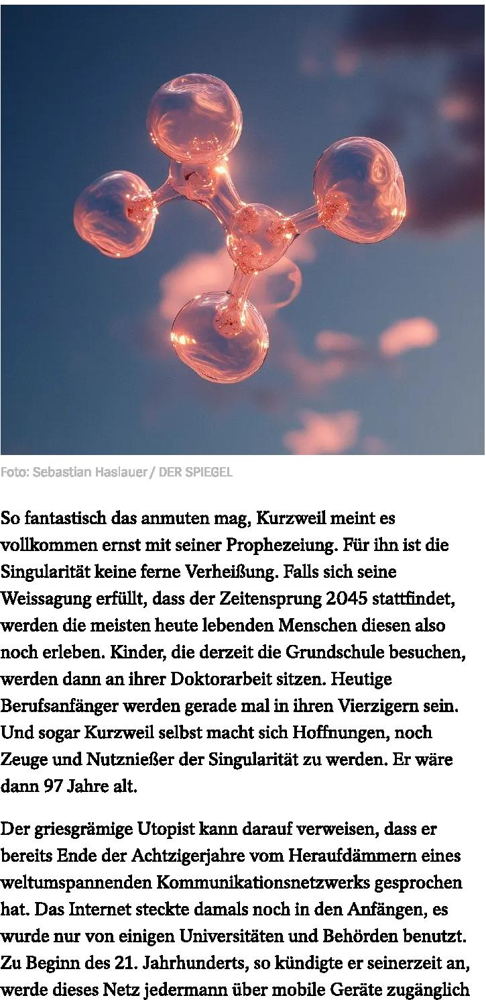 Foto: Sebastian Haslauer / DER SPIEGEL
So fantastisch das anmuten mag, Kurzweil meint es
vollkommen ernst mit seiner Prophezeiung. Für ihn ist die
Singularität keine ferne Verheißung. Falls sich seine
Weissagung erfüllt, dass der Zeitensprung 2045 stattfindet,
werden die meisten heute lebenden Menschen diesen also
noch erleben. Kinder, die derzeit die Grundschule besuchen,
werden dann an ihrer Doktorarbeit sitzen. Heutige
Berufsanfänger werden gerade mal in ihren Vierzigern sein.
Und sogar Kurzweil selbst macht sich Hoffnungen, noch
Zeuge und Nutznießer der Singularität zu werden. Er wäre
dann 97 Jahre alt.
Der griesgrämige Utopist kann darauf verweisen, dass er
bereits Ende der Achtzigerjahre vom Heraufdämmern eines
weltumspannenden Kommunikationsnetzwerks gesprochen
hat. Das Internet steckte damals noch in den Anfängen, es
wurde nur von einigen Universitäten und Behörden benutzt.
Zu Beginn des 21. Jahrhunderts, so kündigte er seinerzeit an,
werde dieses Netz jedermann über mobile Geräte zugänglich